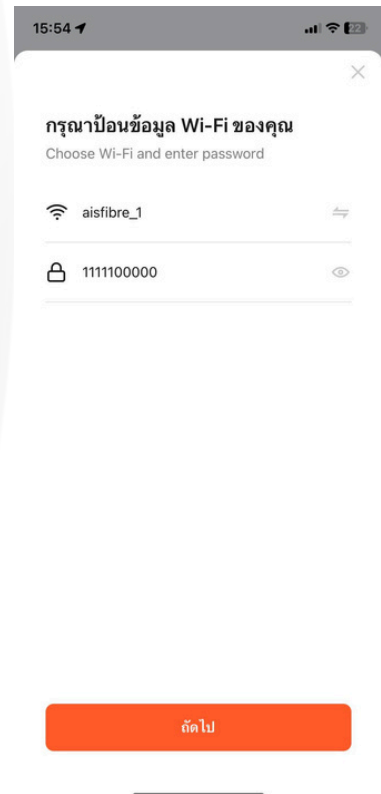 15:54
22
กรุณาป้อนข้อมูล Wi-Fi ของคุณ
Choose Wi-Fi and enter password
aisfibre_1
1111100000
ถัดไป